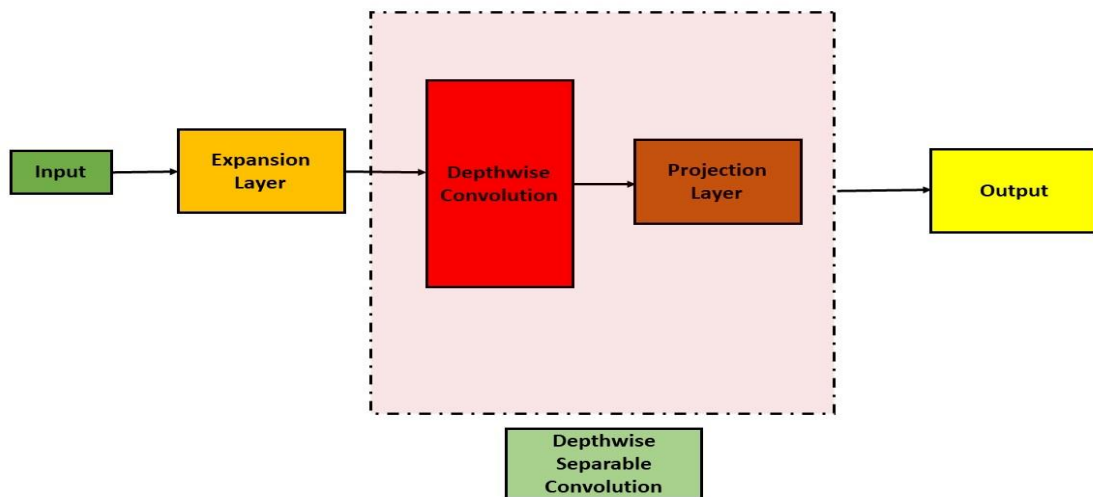 Input
Expansion
Layer
Depthwise
Convolution
Projection
Layer
Output
Depthwise
Separable
Convolution